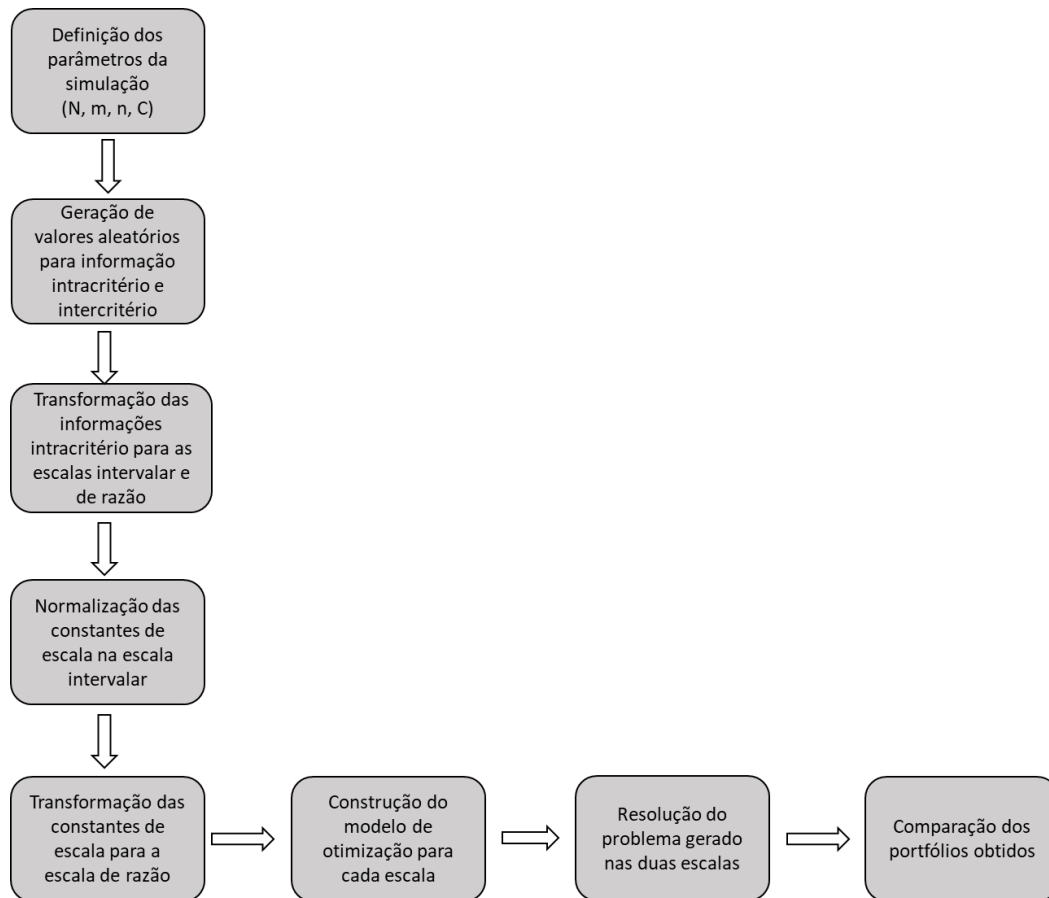 Definição dos
parâmetros da
simulação
(N, m, n, C)
Geração de
valores aleatórios
para informação
intracritério e
intercritério
Transformação das
informações
intracritério para as
escalas intervalar e
de razão
Normalização das
constantes de
escala na escala
intervalar
Transformação das
constantes de
escala para a
escala de razão
Construção do
modelo de
otimização para
cada escala
Resolução do
problema gerado
nas duas escalas
Comparação dos
portfólios obtidos